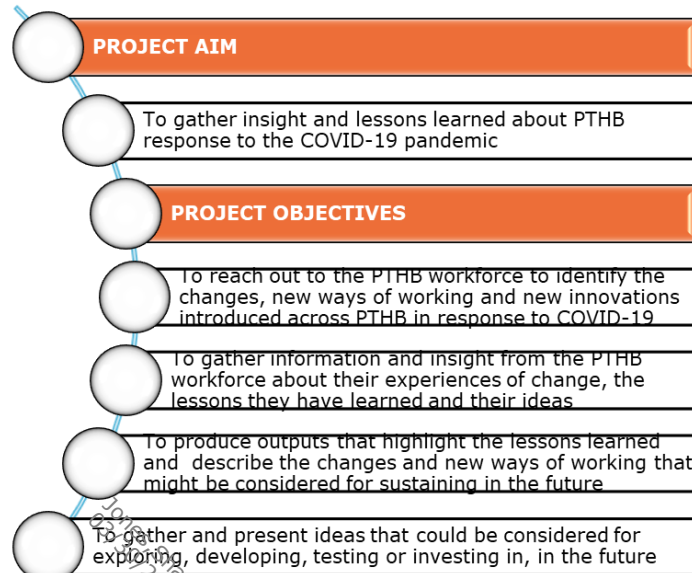 PROJECT AIM
To gather insight and lessons learned about PTHB
response to the COVID-19 pandemic
PROJECT OBJECTIVES
To reach out to the PTHB workforce to identify the
changes, new ways of working and new innovations
introduced across PTHB in response to COVID-19
To gather information and insight from the PTHB
workforce about their experiences of change, the
lessons they have learned and their ideas
To produce outputs that highlight the lessons learned
and describe the changes and new ways of working that
might be considered for sustaining in the future
To gather and present ideas that could be considered for
exploring, developing, testing or investing in, in the future